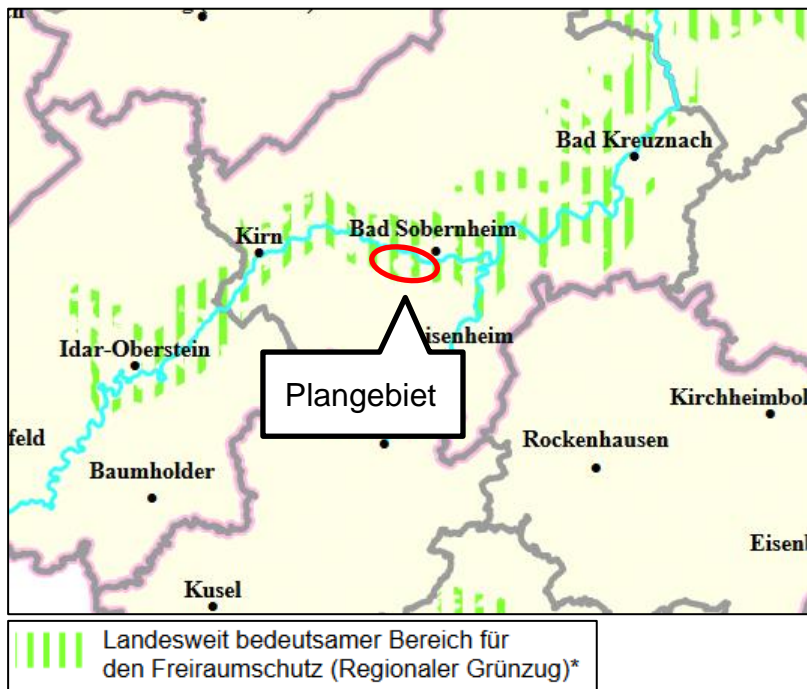 Bad Kreuznach
Bad Sobernheim
Kirn
isenheim
Idar-Oberstein
Plangebiet
Kirchheimbol
feld
Rockenhausen
Baumholder
Eisenb
Kusel
Landesweit bedeutsamer Bereich für
den Freiraumschutz (Regionaler Grünzug)*